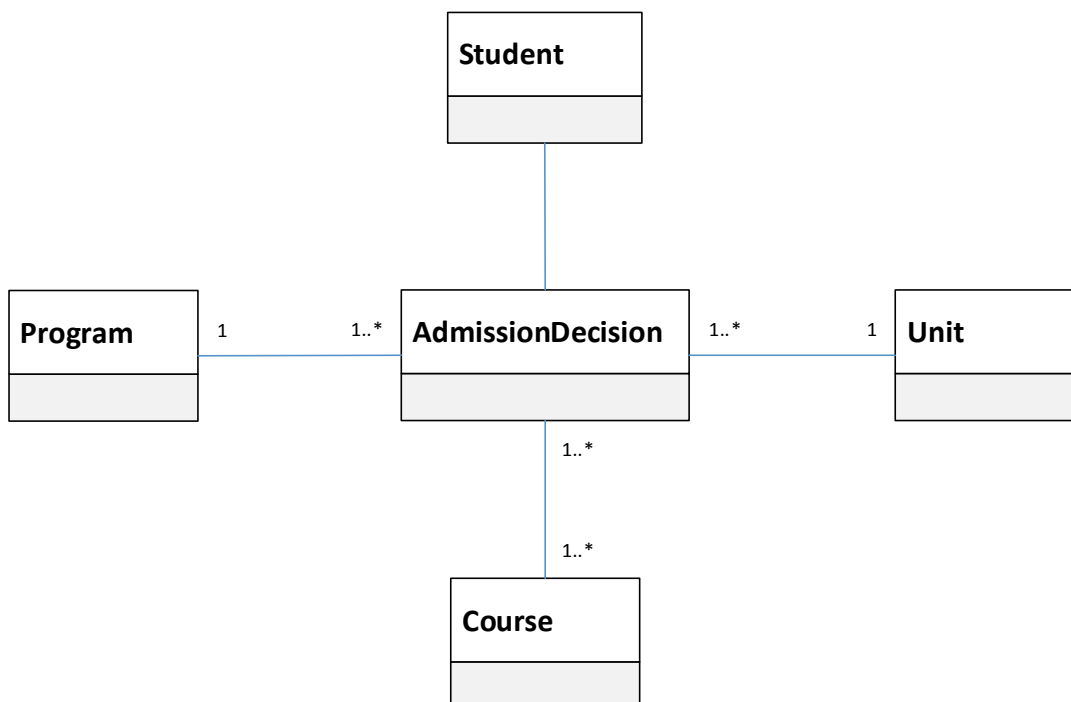 Student
Program
1
1..*
AdmissionDecision
1..*
1
Unit
1..*
1..*
Course